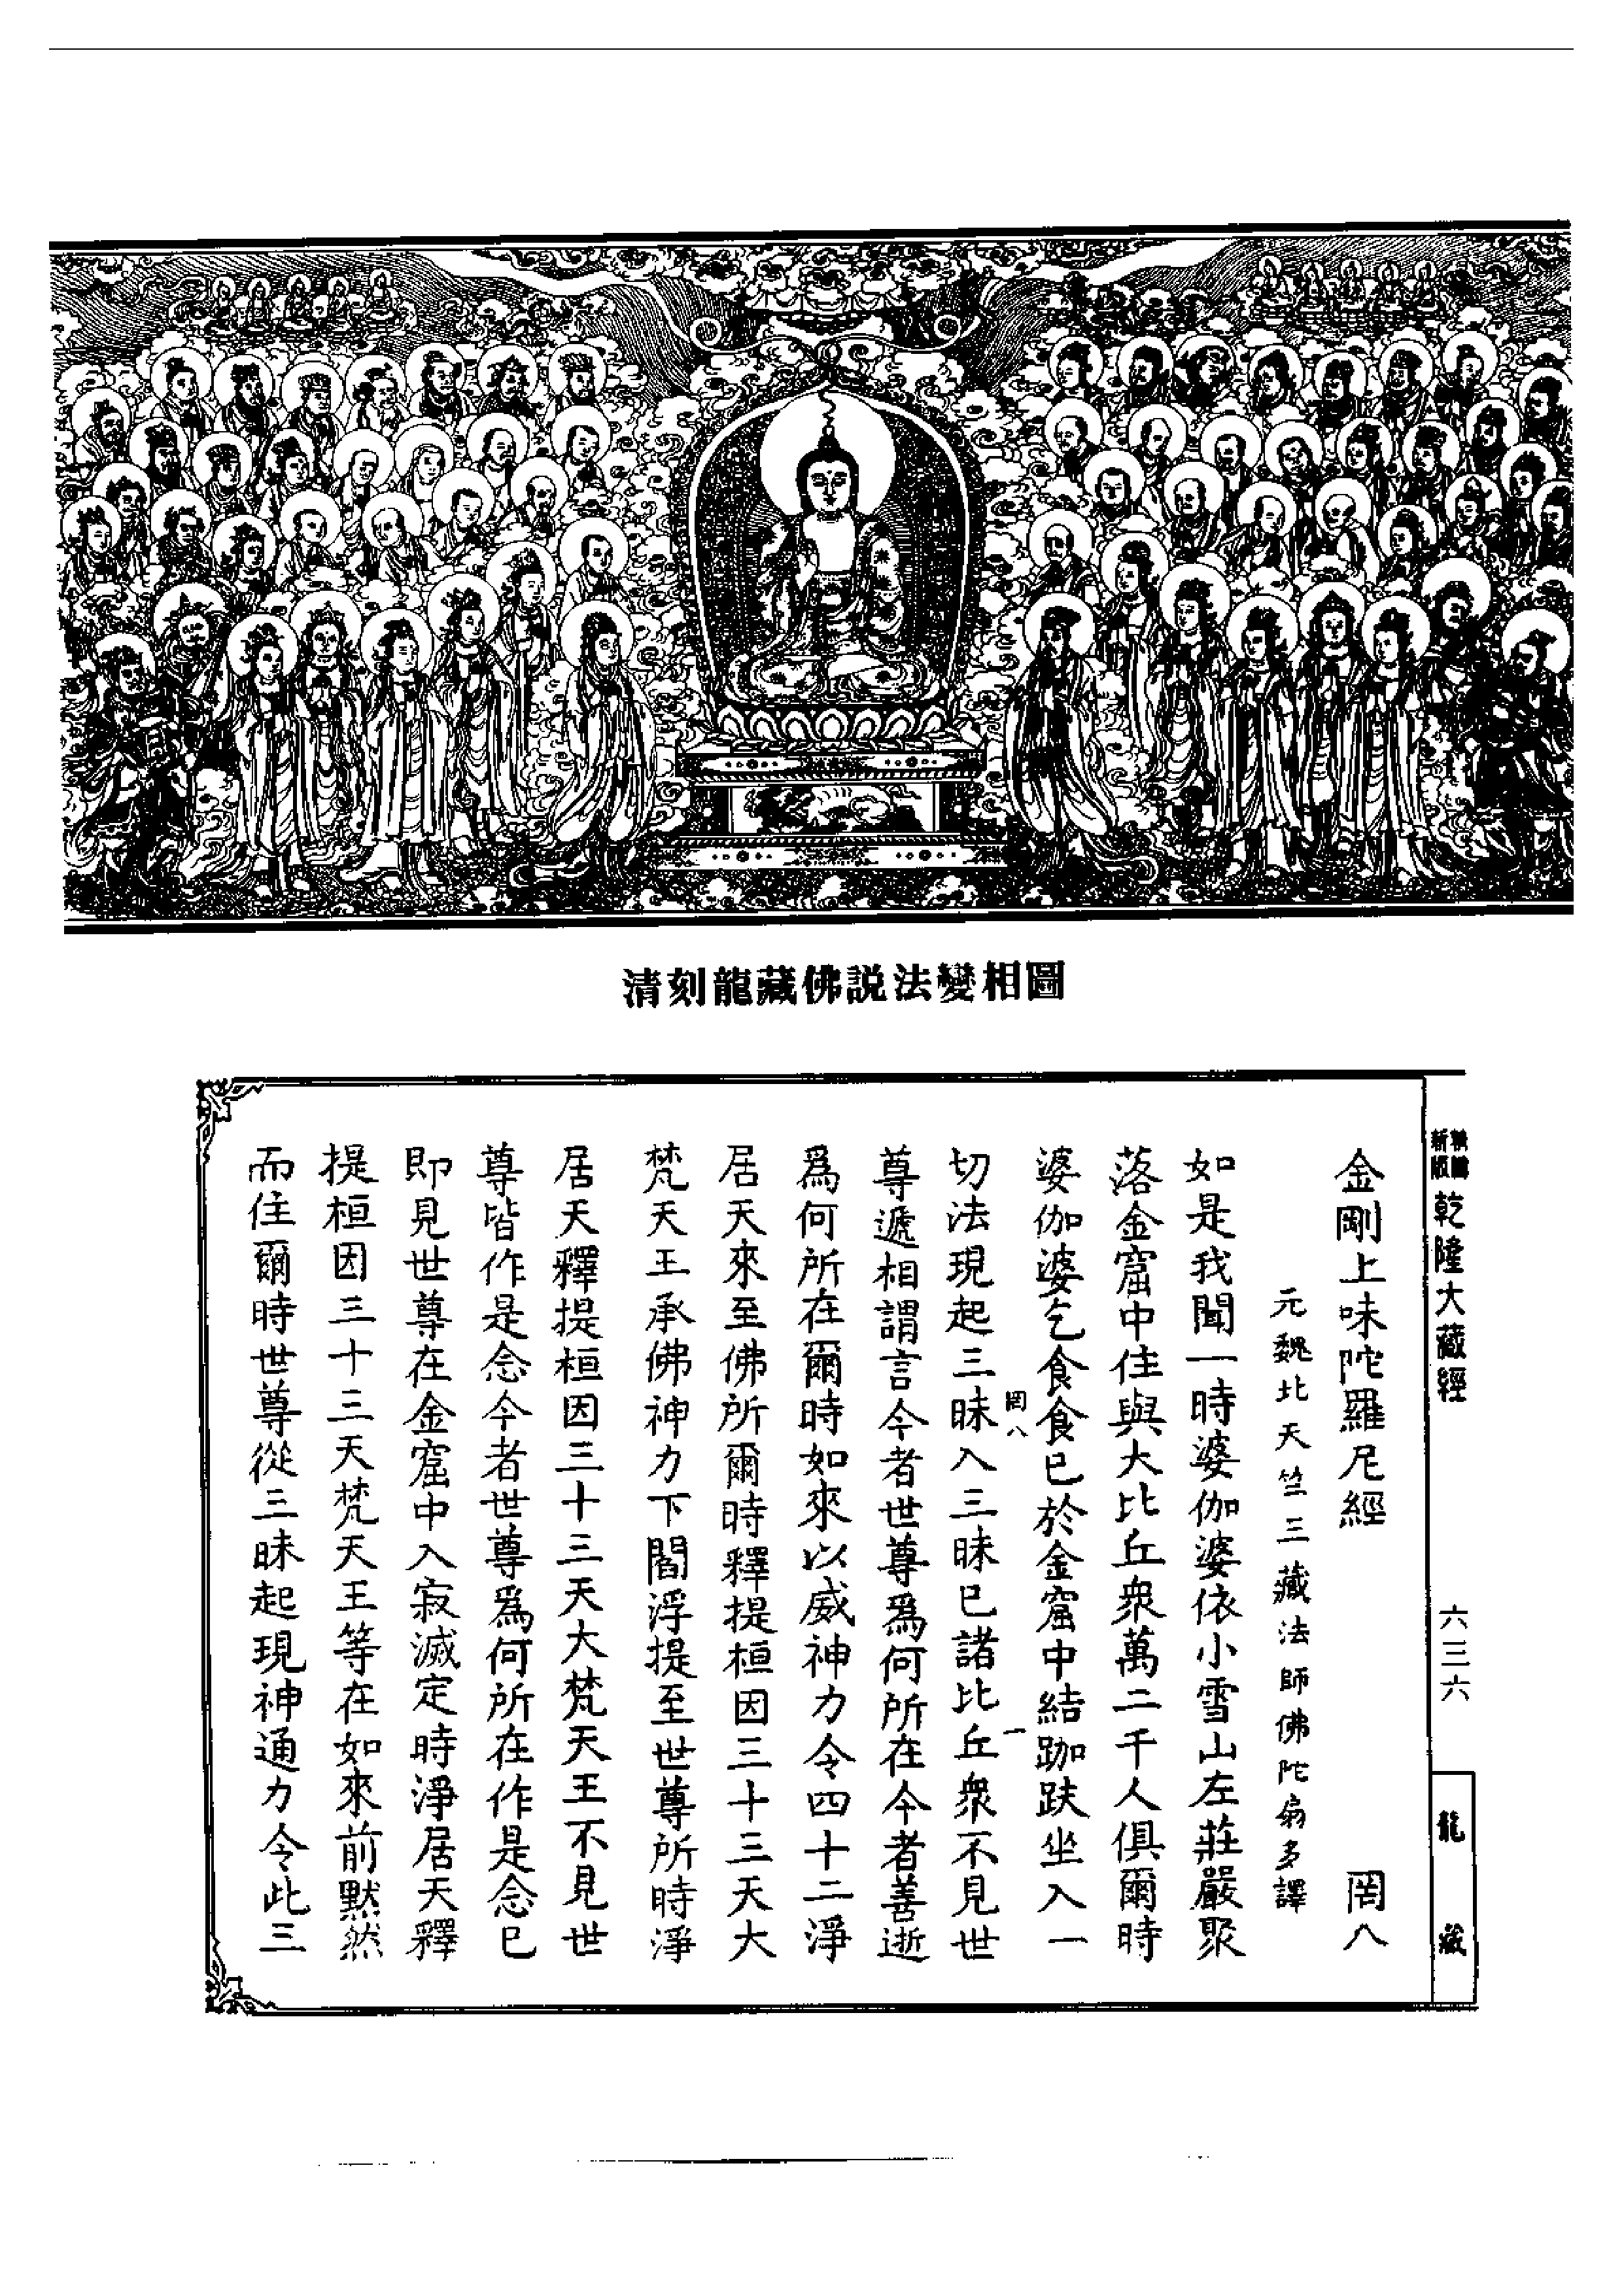 清刻龍藏佛説法變相圖
新版
乾隆大藏經
六三六
龍藏
金剛上味陀羅尼經 罔八
元魏北天竺三藏法師佛陀扇多譯
如是我聞一時婆伽婆依小雪山左莊嚴聚
落金窟中住與大比丘衆萬二千人俱爾時
婆伽婆乞食食已於金窟中結跏趺坐入一
罔八 一
切法現起三昧入三昧已諸比丘衆不見世
尊遞相謂言今者世尊爲何所在今者善逝
爲何所在爾時如來以威神力令四十二淨
居天來至佛所爾時釋提桓因三十三天大
梵天王承佛神力下閻浮提至世尊所時淨
居天釋提桓因三十三天大梵天王不見世
尊皆作是念今者世尊爲何所在作是念已
即見世尊在金窟中入寂滅定時淨居天釋
提桓因三十三天梵天王等在如來前默然
而住爾時世尊從三昧起現神通力令此三